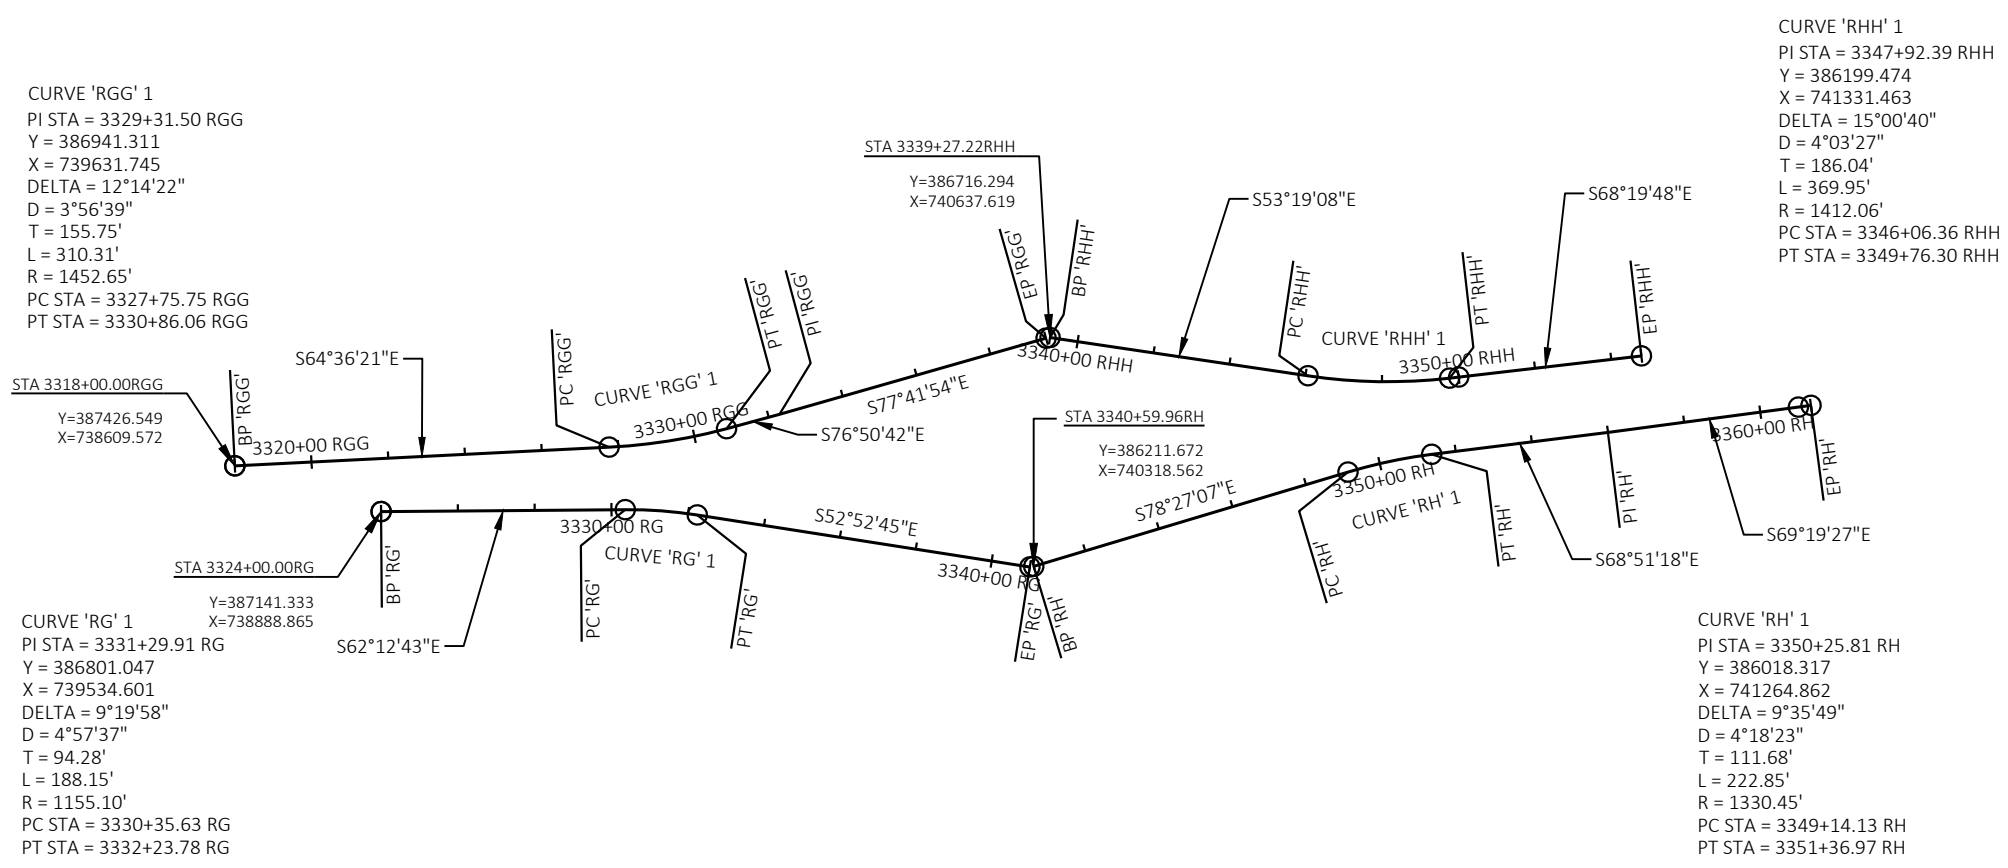 CURVE 'RHH' 1
PI STA = 3347+92.39 RHH
Y = 386199.474
X = 741331.463
DELTA = 15°00'40"
D = 4°03'27"
T = 186.04'
L = 369.95'
R = 1412.06'
PC STA = 3346+06.36 RHH
PT STA = 3349+76.30 RHH
CURVE 'RGG' 1
PI STA = 3329+31.50 RGG
Y = 386941.311
X = 739631.745
DELTA = 12°14'22"
D = 3°56'39"
T = 155.75'
L = 310.31'
R = 1452.65'
PC STA = 3327+75.75 RGG
PT STA = 3330+86.06 RGG
STA 3339+27.22RHH
Y=386716.294
X=740637.619
S53°19'08"E
S68°19'48"E
EP 'RGG'
BP 'RHH'
PC 'RHH'
PT 'RHH'
EP 'RHH'
PT 'RGG'
PI 'RGG'
PC 'RGG'
BP 'RGG'
S64°36'21"E
STA 3318+00.00RGG
Y=387426.549
X=738609.572
3320+00 RGG
CURVE 'RGG' 1
3330+00 RGG
S76°50'42"E
S77°41'54"E
3340+00 RHH
CURVE 'RHH' 1
3350+00 RHH
STA 3340+59.96RH
Y=386211.672
X=740318.562
3360+00 RH
EP 'RH'
PI 'RH'
S69°19'27"E
S68°51'18"E
PT 'RH'
3350+00 RH
CURVE 'RH' 1
PC 'RH'
S78°27'07"E
S52°52'45"E
3330+00 RG
CURVE 'RG' 1
3340+00 RG
BP 'RG'
PC 'RG'
PT 'RG'
EP 'RG'
BP 'RH'
STA 3324+00.00RG
Y=387141.333
X=738888.865
S62°12'43"E
CURVE 'RG' 1
PI STA = 3331+29.91 RG
Y = 386801.047
X = 739534.601
DELTA = 9°19'58"
D = 4°57'37"
T = 94.28'
L = 188.15'
R = 1155.10'
PC STA = 3330+35.63 RG
PT STA = 3332+23.78 RG
CURVE 'RH' 1
PI STA = 3350+25.81 RH
Y = 386018.317
X = 741264.862
DELTA = 9°35'49"
D = 4°18'23"
T = 111.68'
L = 222.85'
R = 1330.45'
PC STA = 3349+14.13 RH
PT STA = 3351+36.97 RH